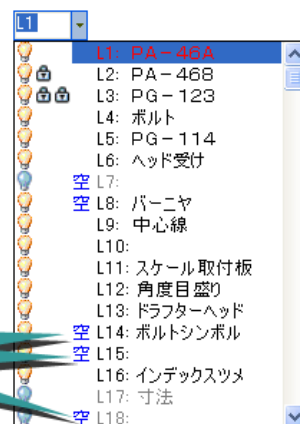 L1
L1: PA-46A
L2: PA-468
L3: PG-123
L4: ボルト
L5: PG-114
L6: ヘッド受け
空 L7:
空 L8: バーニヤ
L9: 中心線
L10:
L11: スケール取付板
L12: 角度目盛り
L13: ドラフターヘッド
空 L14: ボルトシンボル
空 L15:
L16: インデックスツメ
L17: 寸法
空 L18: